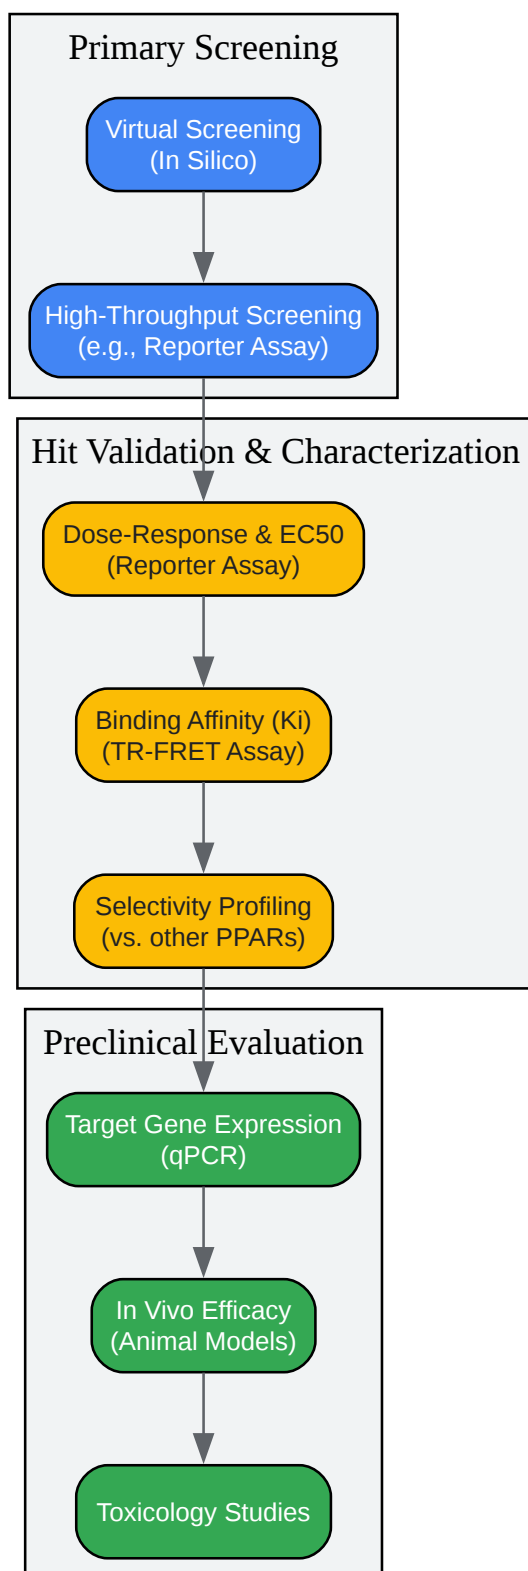 Primary Screening
Virtual Screening
(In Silico)
High-Throughput Screening
(e.g., Reporter Assay)
Hit Validation & Characterization
Dose-Response & EC50
(Reporter Assay)
Binding Affinity (Ki)
(TR-FRET Assay)
Selectivity Profiling
(vs. other PPARs)
Preclinical Evaluation
Target Gene Expression
(qPCR)
In Vivo Efficacy
(Animal Models)
Toxicology Studies